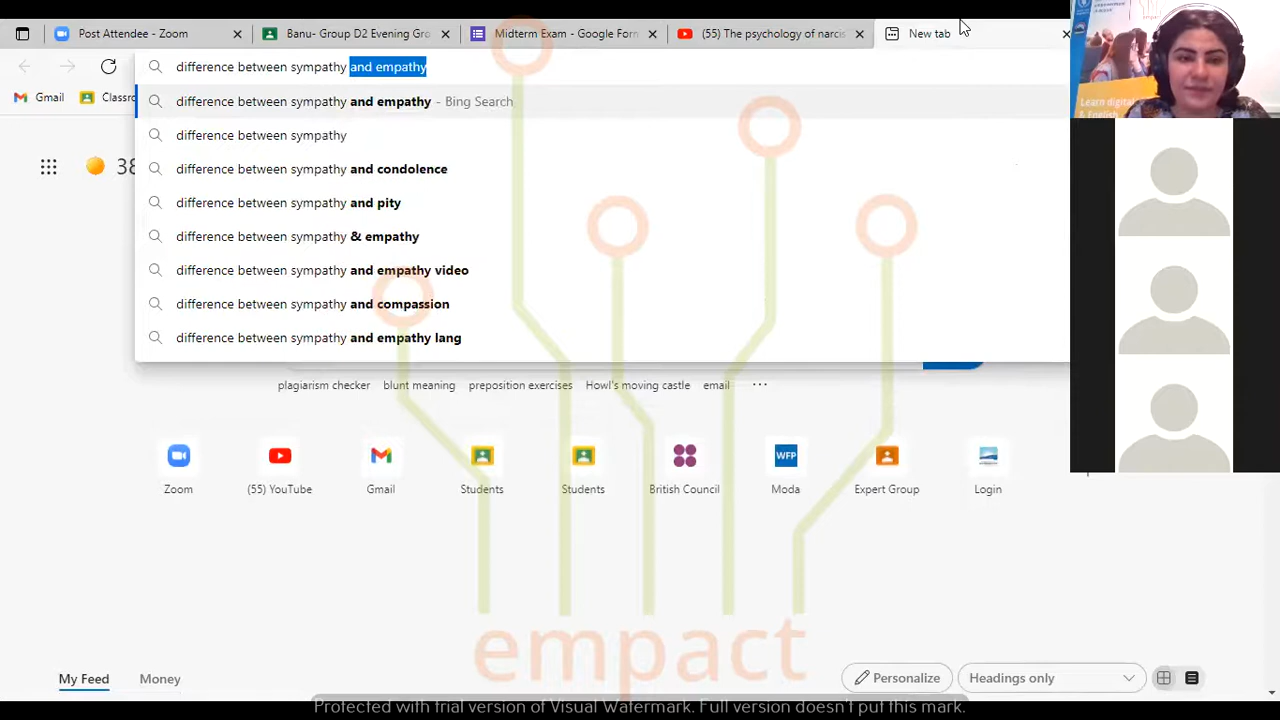 Post Attendee - Zoom
Banu- Group D2 Evening Gro
Midterm Exam - Google Form
(55) The psychology of narcis
New tab
difference between sympathy and empathy
Gmail
Classro
difference between sympathy and empathy - Bing Search
difference between sympathy
38
difference between sympathy and condolence
difference between sympathy and pity
difference between sympathy & empathy
difference between sympathy and empathy video
difference between sympathy and compassion
difference between sympathy and empathy lang
plagiarism checker
blunt meaning
preposition exercises
Howl's moving castle
email
WFP
Zoom
(55) YouTube
Gmail
Students
Students
British Council
Moda
Expert Group
Login
empact
My Feed
Money
Personalize
Headings only
Protected with trial version of Visual Watermark. Full version doesn't put this mark.
Learn digital
& English